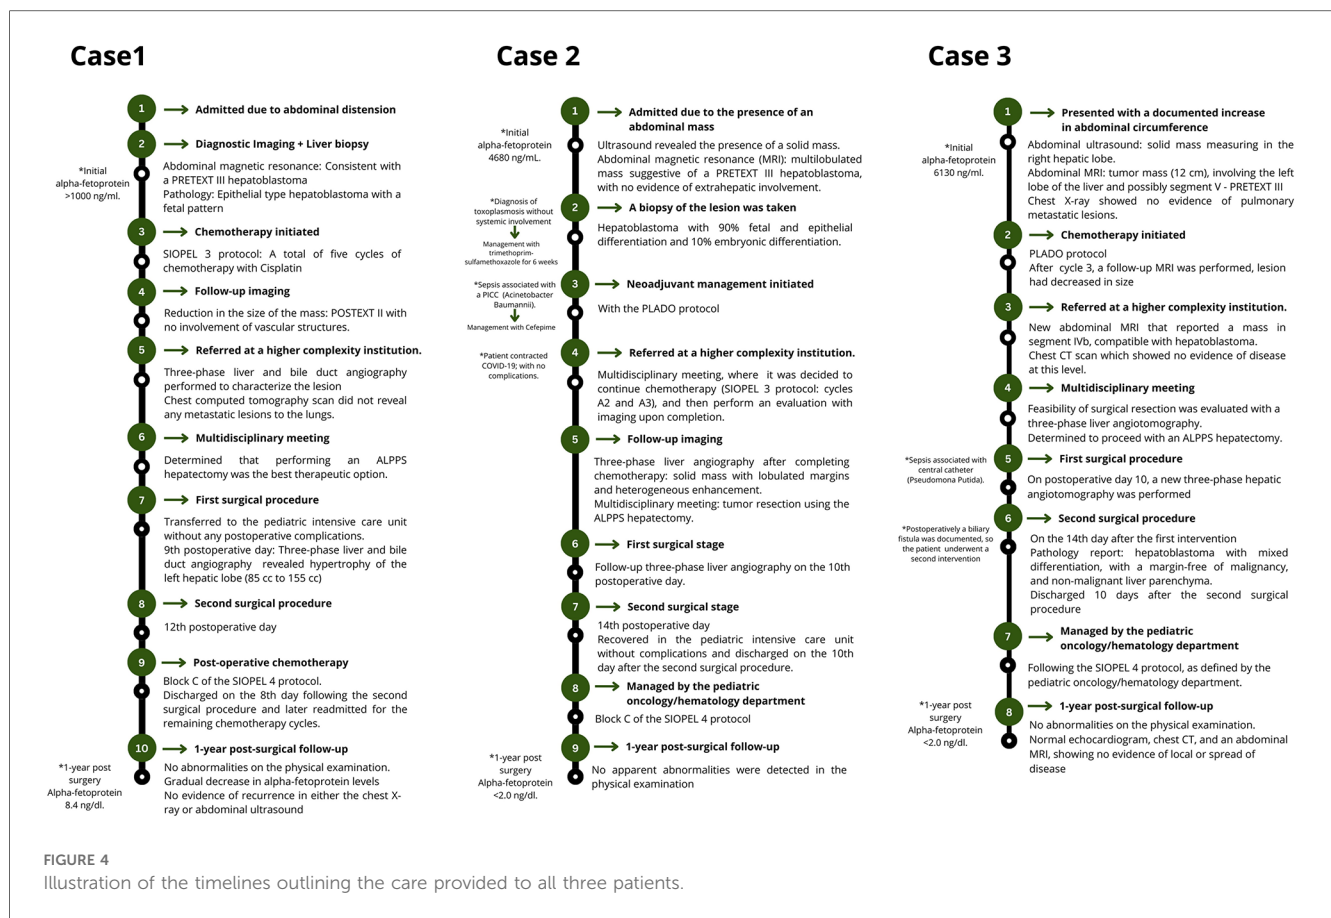 Case1
1
Admitted due to abdominal distension
2
Diagnostic Imaging + Liver biopsy
*Initial
alpha-fetoprotein
>1000 ng/ml.
Abdominal magnetic resonance: Consistent with
a PRETEXT III hepatoblastoma
Pathology: Epithelial type hepatoblastoma with a
fetal pattern
3
Chemotherapy initiated
SIOPEL 3 protocol: A total of five cycles of
chemotherapy with Cisplatin
4
Follow-up imaging
Reduction in the size of the mass: POSTEXT II with
no involvement of vascular structures.
5
Referred at a higher complexity institution.
Three-phase liver and bile duct angiography
performed to characterize the lesion
Chest computed tomography scan did not reveal
any metastatic lesions to the lungs.
6
Multidisciplinary meeting
Determined that performing an ALPPS
hepatectomy was the best therapeutic option.
7
First surgical procedure
Transferred to the pediatric intensive care unit
without any postoperative complications.
9th postoperative day: Three-phase liver and bile
duct angiography revealed hypertrophy of the
left hepatic lobe (85 cc to 155 cc)
8
Second surgical procedure
12th postoperative day
9
Post-operative chemotherapy
Block C of the SIOPEL 4 protocol.
Discharged on the 8th day following the second
surgical procedure and later readmitted for the
remaining chemotherapy cycles.
10
1-year post-surgical follow-up
*1-year post
surgery
Alpha-fetoprotein
8.4 ng/dl.
No abnormalities on the physical examination.
Gradual decrease in alpha-fetoprotein levels
No evidence of recurrence in either the chest X-
ray or abdominal ultrasound
Case 2
1
Admitted due to the presence of an
abdominal mass
*Initial
alpha-fetoprotein
4680 ng/mL.
Ultrasound revealed the presence of a solid mass.
Abdominal magnetic resonance (MRI): multilobulated
mass suggestive of a PRETEXT III hepatoblastoma,
with no evidence of extrahepatic involvement.
2
A biopsy of the lesion was taken
*Diagnosis of
toxoplasmosis without
systemic involvement
Management with
trimethoprim-
sulfamethoxazole for 6 weeks
Hepatoblastoma with 90% fetal and epithelial
differentiation and 10% embryonic differentiation.
3
Neoadjuvant management initiated
*Sepsis associated with
a PICC (Acinetobacter
Baumannii).
Management with Cefepime
With the PLADO protocol
4
Referred at a higher complexity institution.
*Patient contracted
COVID-19; with no
complications.
Multidisciplinary meeting, where it was decided to
continue chemotherapy (SIOPEL 3 protocol: cycles
A2 and A3), and then perform an evaluation with
imaging upon completion.
5
Follow-up imaging
Three-phase liver angiography after completing
chemotherapy: solid mass with lobulated margins
and heterogeneous enhancement.
Multidisciplinary meeting: tumor resection using the
ALPPS hepatectomy.
6
First surgical stage
Follow-up three-phase liver angiography on the 10th
postoperative day.
7
Second surgical stage
14th postoperative day
Recovered in the pediatric intensive care unit
without complications and discharged on the 10th
day after the second surgical procedure.
8
Managed by the pediatric
oncology/hematology department
Block C of the SIOPEL 4 protocol
9
1-year post-surgical follow-up
*1-year post
surgery
Alpha-fetoprotein
<2.0 ng/dl.
No apparent abnormalities were detected in the
physical examination
Case 3
1
Presented with a documented increase
in abdominal circumference
*Initial
alpha-fetoprotein
6130 ng/mL.
Abdominal ultrasound: solid mass measuring in the
right hepatic lobe.
Abdominal MRI: tumor mass (12 cm), involving the left
lobe of the liver and possibly segment V - PRETEXT III
Chest X-ray showed no evidence of pulmonary
metastatic lesions.
2
Chemotherapy initiated
PLADO protocol
After cycle 3, a follow-up MRI was performed, lesion
had decreased in size
3
Referred at a higher complexity institution.
New abdominal MRI that reported a mass in
segment IVb, compatible with hepatoblastoma.
Chest CT scan which showed no evidence of disease
at this level.
4
Multidisciplinary meeting
Feasibility of surgical resection was evaluated with a
three-phase liver angiotomography.
Determined to proceed with an ALPPS hepatectomy.
5
First surgical procedure
*Sepsis associated with
central catheter
(Pseudomona Putida).
On postoperative day 10, a new three-phase hepatic
angiotomography was performed
6
Second surgical procedure
*Postoperatively a biliary
fistula was documented, so
the patient underwent a
second intervention
On the 14th day after the first intervention
Pathology report: hepatoblastoma with mixed
differentiation, with a margin-free of malignancy,
and non-malignant liver parenchyma.
Discharged 10 days after the second surgical
procedure
7
Managed by the pediatric
oncology/hematology department
Following the SIOPEL 4 protocol, as defined by the
pediatric oncology/hematology department.
8
1-year post-surgical follow-up
*1-year post
surgery
Alpha-fetoprotein
<2.0 ng/dl.
No abnormalities on the physical examination.
Normal echocardiogram, chest CT, and an abdominal
MRI, showing no evidence of local or spread of
disease
FIGURE 4
Illustration of the timelines outlining the care provided to all three patients.